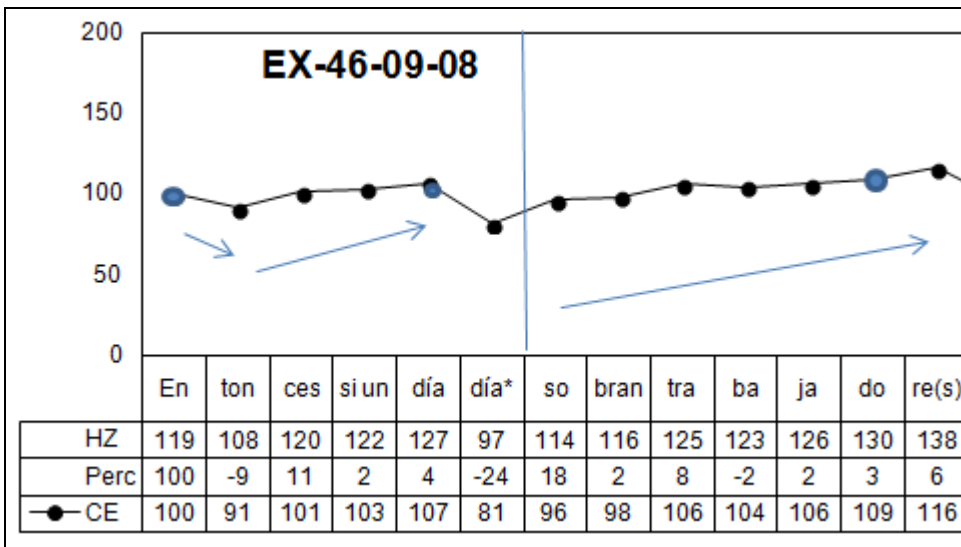 200
EX-46-09-08
150
100
50
0
En ton ces si un día día* so bran tra ba ja do re(s)
HZ 119 108 120 122 127 97 114 116 125 123 126 130 138
Perc 100 -9 11 2 4 -24 18 2 8 -2 2 3 6
CE 100 91 101 103 107 81 96 98 106 104 106 109 116